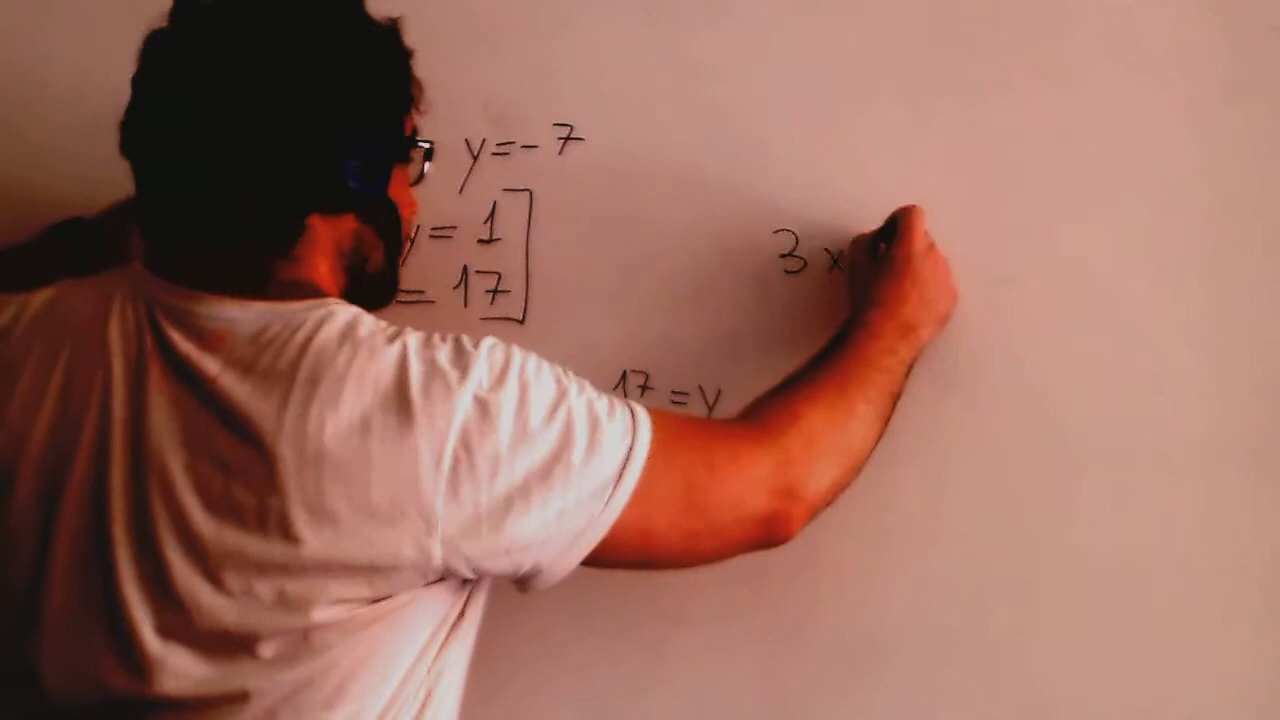 y=-7
y= 1
= 17
3 x
17 = y